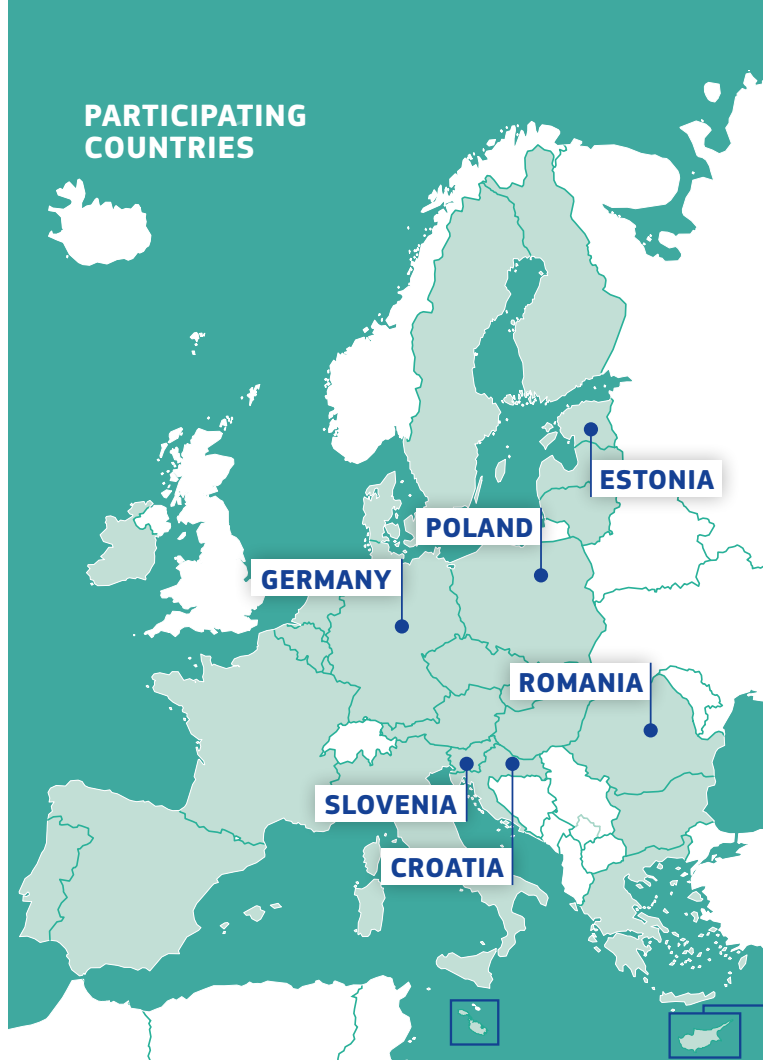 PARTICIPATING
COUNTRIES
ESTONIA
POLAND
GERMANY
ROMANIA
SLOVENIA
CROATIA